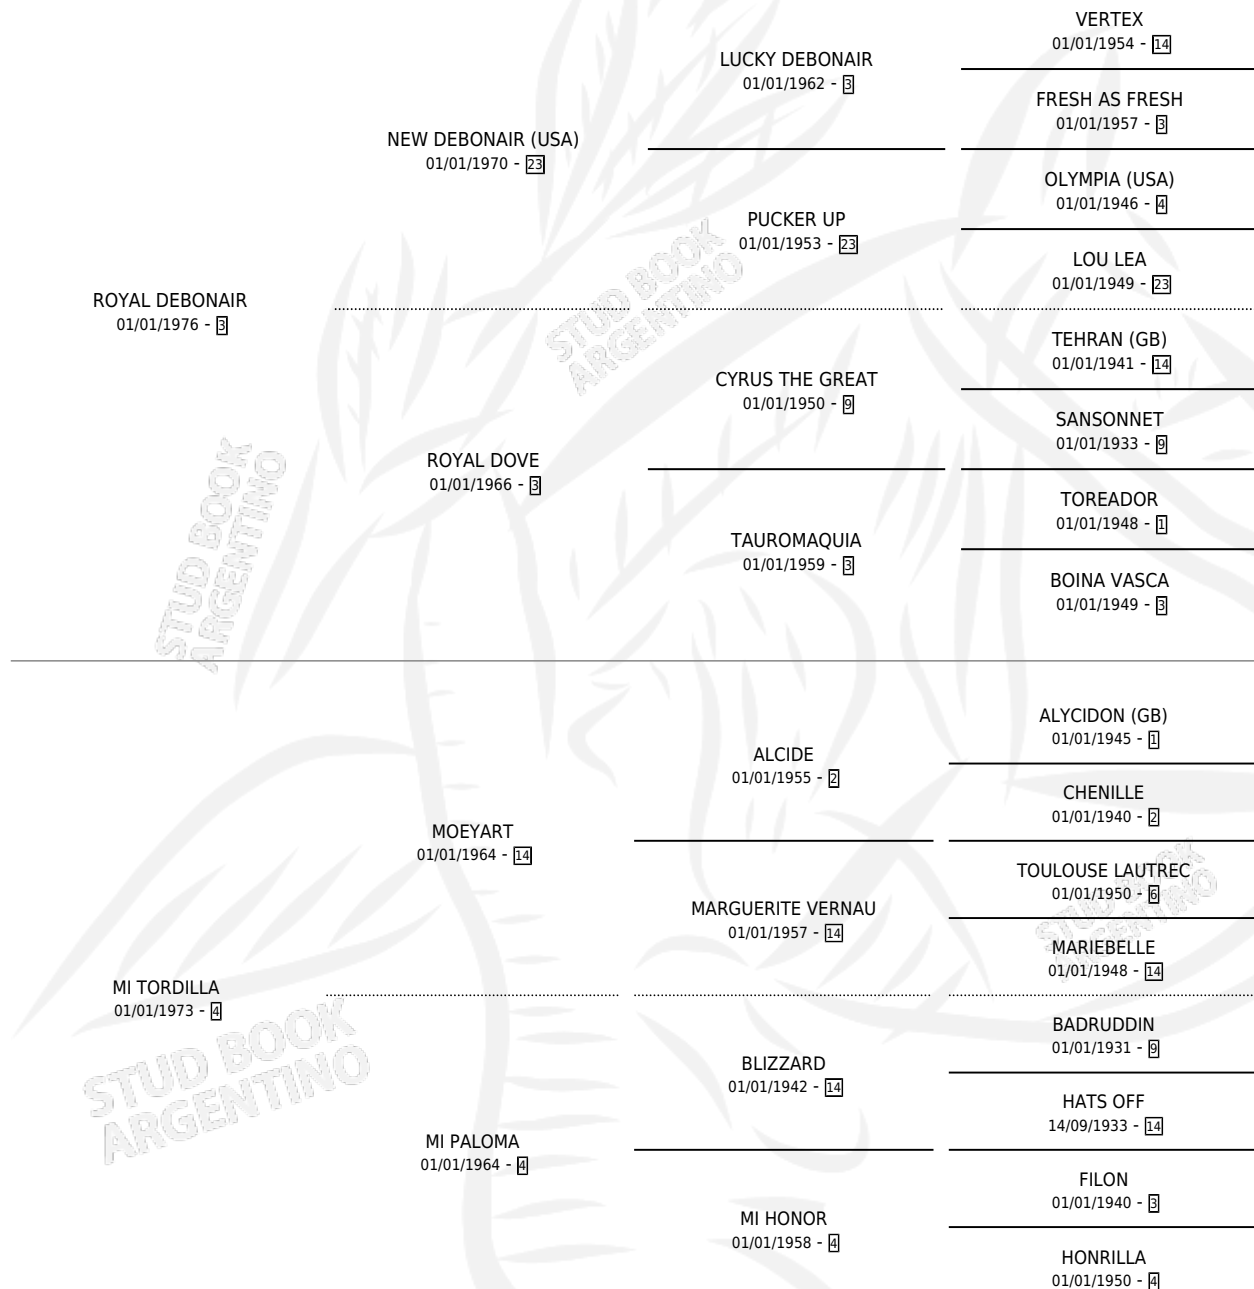 VERTEX
01/01/1954 - 14
LUCKY DEBONAIR
01/01/1962 - 3
FRESH AS FRESH
01/01/1957 - 3
NEW DEBONAIR (USA)
01/01/1970 - 23
OLYMPIA (USA)
01/01/1946 - 4
PUCKER UP
01/01/1953 - 23
LOU LEA
01/01/1949 - 23
ROYAL DEBONAIR
01/01/1976 - 3
STUD BOOK
ARGENTINO
TEHRAN (GB)
01/01/1941 - 14
CYRUS THE GREAT
01/01/1950 - 9
SANSONNET
01/01/1933 - 9
ROYAL DOVE
01/01/1966 - 3
TOREADOR
01/01/1948 - 1
TAUROMAQUIA
01/01/1959 - 3
BOINA VASCA
01/01/1949 - 3
STUD BOOK
ARGENTINO
ALYCIDON (GB)
01/01/1945 - 1
ALCIDE
01/01/1955 - 2
CHENILLE
01/01/1940 - 2
MOEYART
01/01/1964 - 14
TOULOUSE LAUTREC
01/01/1950 - 6
MARGUERITE VERNAU
01/01/1957 - 14
STUD BOOK
ARGENTINO
MARIEBELLE
01/01/1948 - 14
MI TORDILLA
01/01/1973 - 4
BADRUDDIN
01/01/1931 - 9
BLIZZARD
01/01/1942 - 14
STUD BOOK
ARGENTINO
HATS OFF
14/09/1933 - 14
MI PALOMA
01/01/1964 - 4
FILON
01/01/1940 - 3
MI HONOR
01/01/1958 - 4
HONRILLA
01/01/1950 - 4